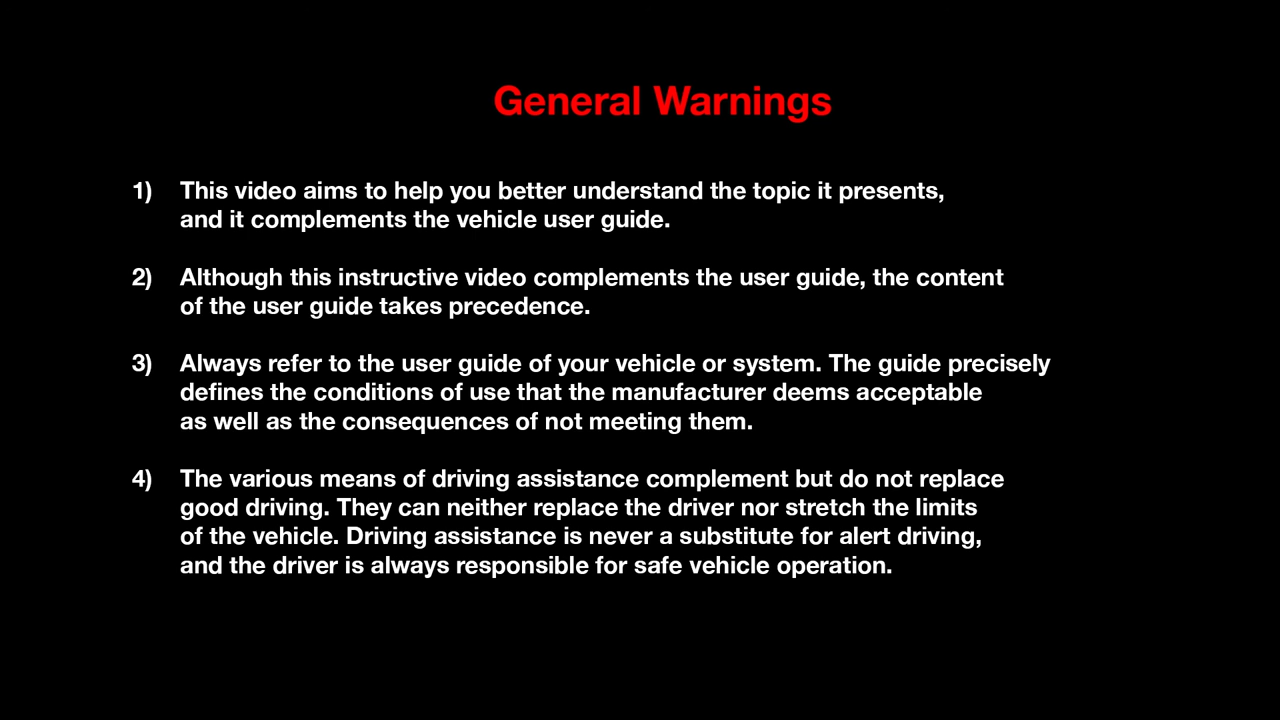 General Warnings
1) This video aims to help you better understand the topic it presents,
and it complements the vehicle user guide.
2) Although this instructive video complements the user guide, the content
of the user guide takes precedence.
3) Always refer to the user guide of your vehicle or system. The guide precisely
defines the conditions of use that the manufacturer deems acceptable
as well as the consequences of not meeting them.
4) The various means of driving assistance complement but do not replace
good driving. They can neither replace the driver nor stretch the limits
of the vehicle. Driving assistance is never a substitute for alert driving,
and the driver is always responsible for safe vehicle operation.